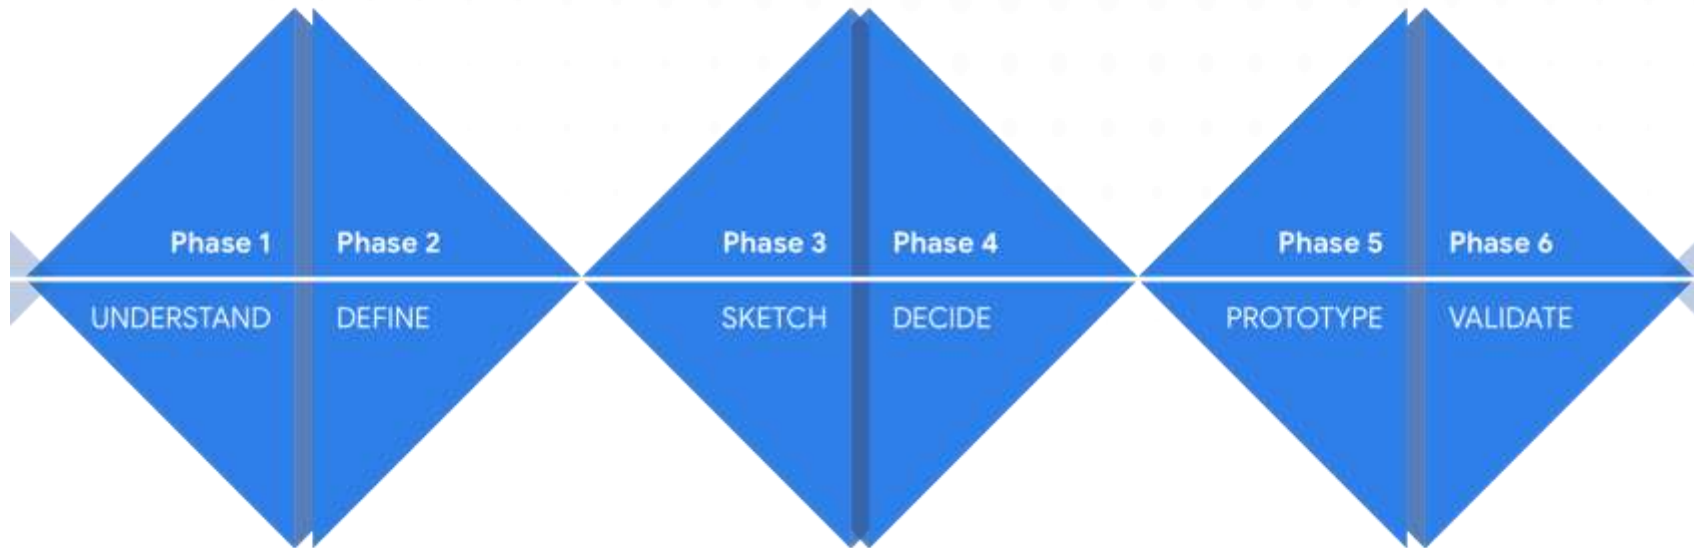 Phase 1
UNDERSTAND
Phase 2
DEFINE
Phase 3
SKETCH
Phase 4
DECIDE
Phase 5
PROTOTYPE
Phase 6
VALIDATE